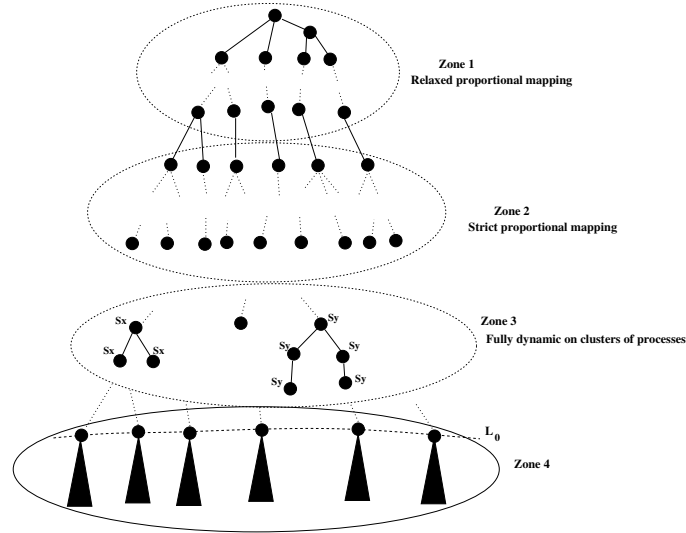 Zone 1
Relaxed proportional mapping
Zone 2
Strict proportional mapping
Zone 3
Fully dynamic on clusters of processes
Sx
Sx
Sx
Sy
Sy
Sy
Sy
Sy
L0
Zone 4